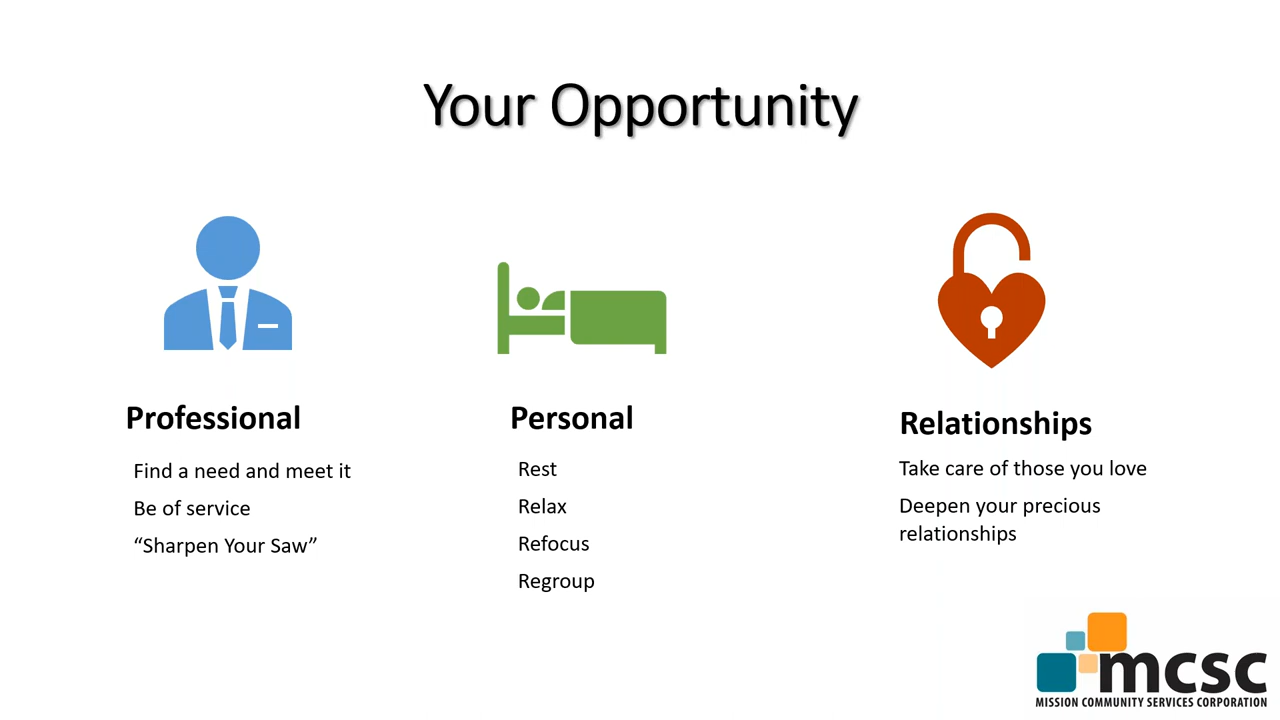 Your Opportunity
Professional
Find a need and meet it
Be of service
“Sharpen Your Saw”
Personal
Rest
Relax
Refocus
Regroup
Relationships
Take care of those you love
Deepen your precious
relationships
mcsc
MISSION COMMUNITY SERVICES CORPORATION